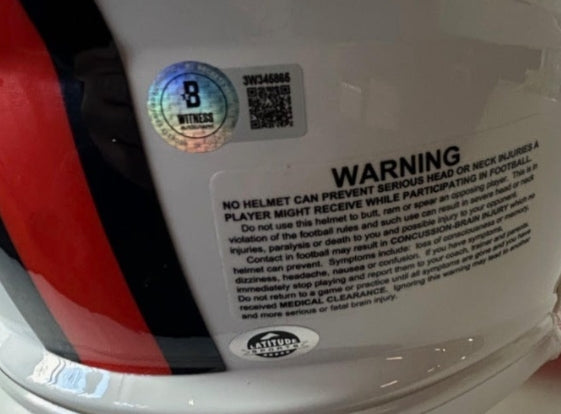 3W346866
B
WITNESS
WARNING
NO HELMET CAN PREVENT SERIOUS HEAD OR NECK INJURIES A
PLAYER MIGHT RECEIVE WHILE PARTICIPATING IN FOOTBALL.
Do not use this helmet to butt, ram or spear an opposing player. This is in
violation of the football rules and such use can result in severe head or neck
injuries, paralysis or death to you and possible injury to your opponent.
Contact in football may result in CONCUSSION-BRAIN INJURY which no
helmet can prevent. Symptoms include: loss of consciousness or memory,
dizziness, headache, nausea or confusion. If you have symptoms,
immediately stop playing and report them to your coach, trainer and parents.
Do not return to a game or practice until all symptoms are gone and you have
received MEDICAL CLEARANCE. Ignoring this warning may lead to another
and more serious or fatal brain injury.
LATITUDE
SPORTS